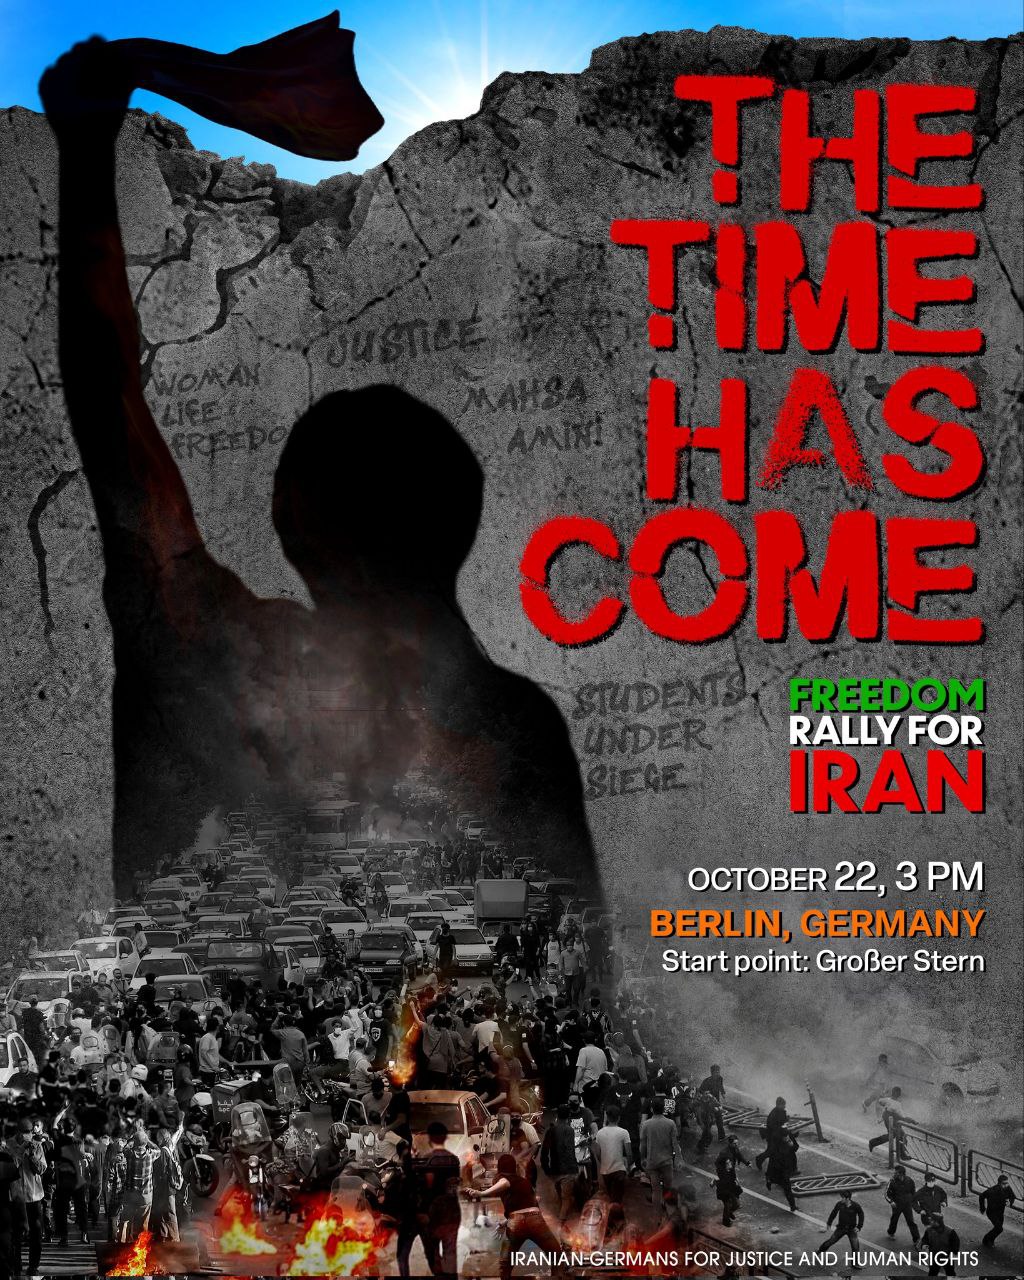 THE
TIME
HAS
COME
JUSTICE
WOMAN
LIFE
FREEDO
MAHSA
AMINI
STUDENTS
UNDER
SIEGE
FREEDOM
RALLY FOR
IRAN
OCTOBER 22, 3 PM
BERLIN, GERMANY
Start point: Großer Stern
IRANIAN-GERMANS FOR JUSTICE AND HUMAN RIGHTS